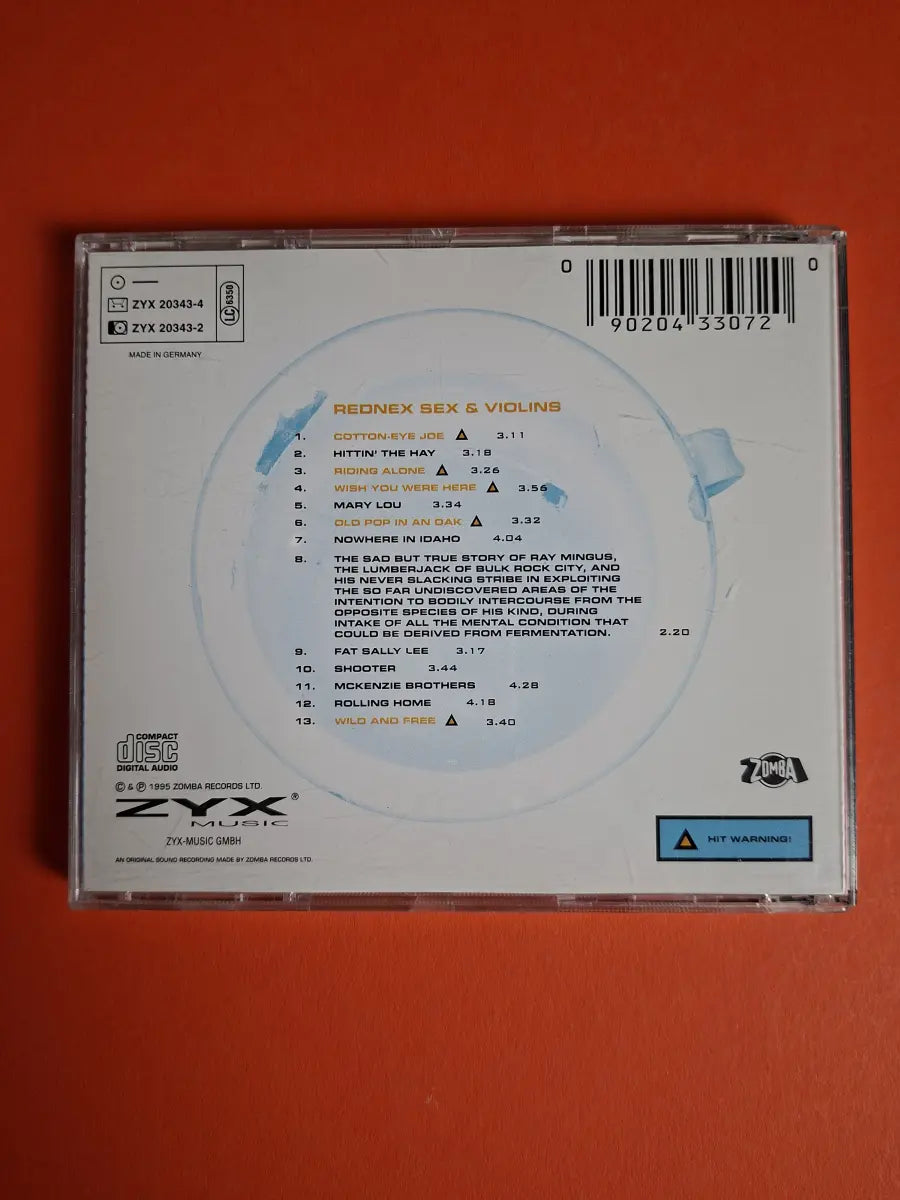 ZYX 20343-4
ZYX 20343-2
LC 6350
MADE IN GERMANY
0 90204 33072 0
REDNEX SEX & VIOLINS
1. COTTON-EYE JOE 3.11
2. HITTIN' THE HAY 3.18
3. RIDING ALONE 3.26
4. WISH YOU WERE HERE 3.56
5. MARY LOU 3.34
6. OLD POP IN AN OAK 3.32
7. NOWHERE IN IDAHO 4.04
8. THE SAD BUT TRUE STORY OF RAY MINGUS,
THE LUMBERJACK OF BULK ROCK CITY, AND
HIS NEVER SLACKING STRIBE IN EXPLOITING
THE SO FAR UNDISCOVERED AREAS OF THE
INTENTION TO BODILY INTERCOURSE FROM THE
OPPOSITE SPECIES OF HIS KIND, DURING
INTAKE OF ALL THE MENTAL CONDITION THAT
COULD BE DERIVED FROM FERMENTATION. 2.20
9. FAT SALLY LEE 3.17
10. SHOOTER 3.44
11. MCKENZIE BROTHERS 4.28
12. ROLLING HOME 4.18
13. WILD AND FREE 3.40
COMPACT
disc
DIGITAL AUDIO
© & ℗ 1995 ZOMBA RECORDS LTD.
ZYX®
MUSIC
ZYX-MUSIC GMBH
AN ORIGINAL SOUND RECORDING MADE BY ZOMBA RECORDS LTD.
ZOMBA
HIT WARNING!